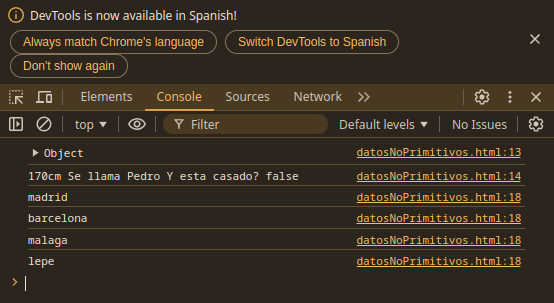 DevTools is now available in Spanish!
Always match Chrome's language Switch DevTools to Spanish
Don't show again
Elements Console Sources Network
top Filter Default levels No Issues
Object datosNoPrimitivos.html:13
170cm Se llama Pedro Y esta casado? false datosNoPrimitivos.html:14
madrid datosNoPrimitivos.html:18
barcelona datosNoPrimitivos.html:18
malaga datosNoPrimitivos.html:18
lepe datosNoPrimitivos.html:18